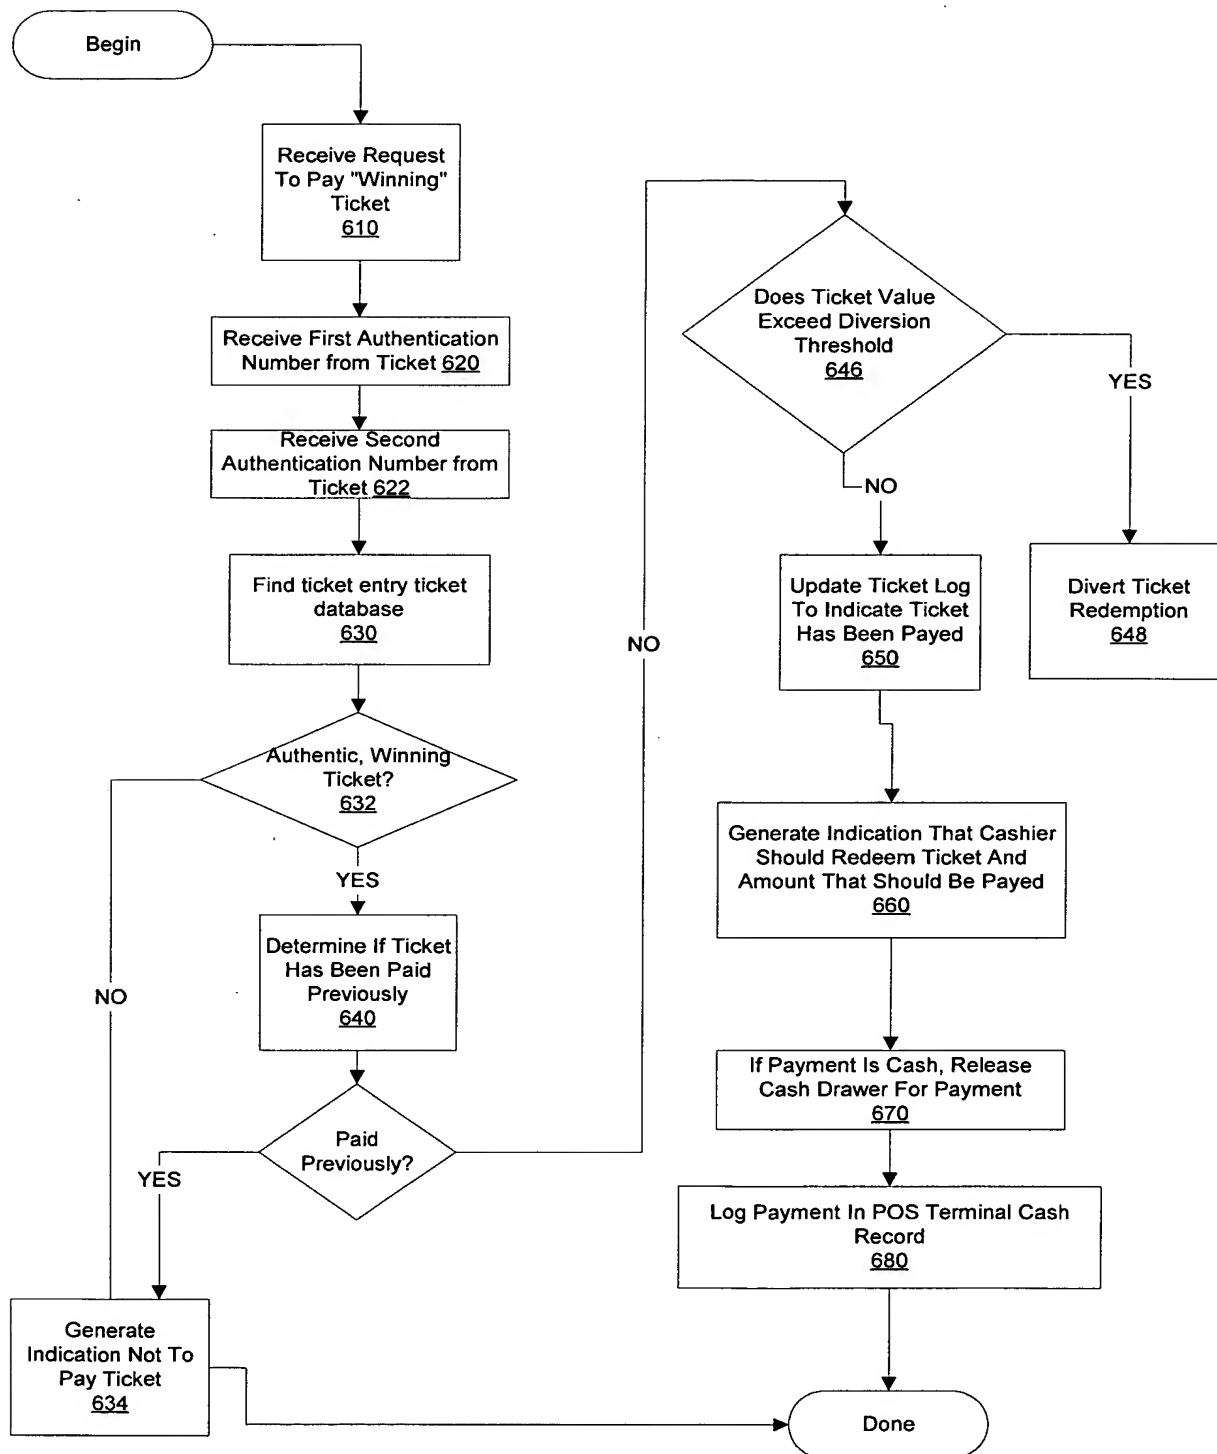 Begin
Receive Request
To Pay "Winning"
Ticket
610
Receive First Authentication
Number from Ticket 620
Receive Second
Authentication Number from
Ticket 622
Find ticket entry ticket
database
630
Authentic, Winning
Ticket?
632
YES
NO
Determine If Ticket
Has Been Paid
Previously
640
Paid
Previously?
YES
NO
Generate
Indication Not To
Pay Ticket
634
Does Ticket Value
Exceed Diversion
Threshold
646
YES
NO
Divert Ticket
Redemption
648
Update Ticket Log
To Indicate Ticket
Has Been Payed
650
Generate Indication That Cashier
Should Redeem Ticket And
Amount That Should Be Payed
660
If Payment Is Cash, Release
Cash Drawer For Payment
670
Log Payment In POS Terminal Cash
Record
680
Done